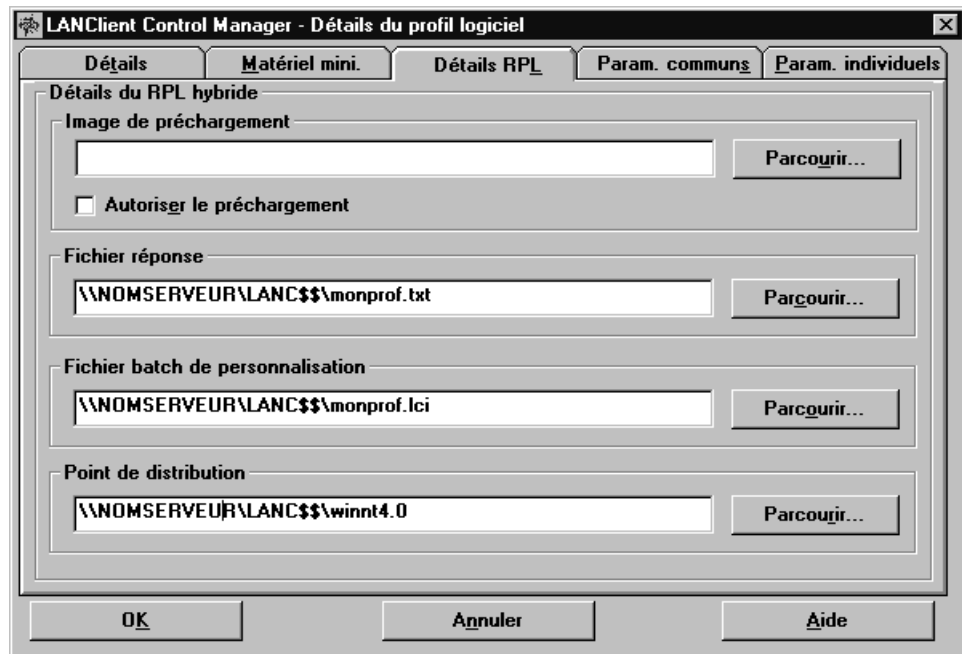 LANClient Control Manager - Détails du profil logiciel
Détails
Matériel mini.
Détails RPL
Param. communs
Param. individuels
Détails du RPL hybride
Image de préchargement
Parcourir...
Autoriser le préchargement
Fichier réponse
\\NOMSERVEUR\LANC$$\monprof.txt
Parcourir...
Fichier batch de personnalisation
\\NOMSERVEUR\LANC$$\monprof.lci
Parcourir...
Point de distribution
\\NOMSERVEUR\LANC$$\winnt4.0
Parcourir...
OK
Annuler
Aide